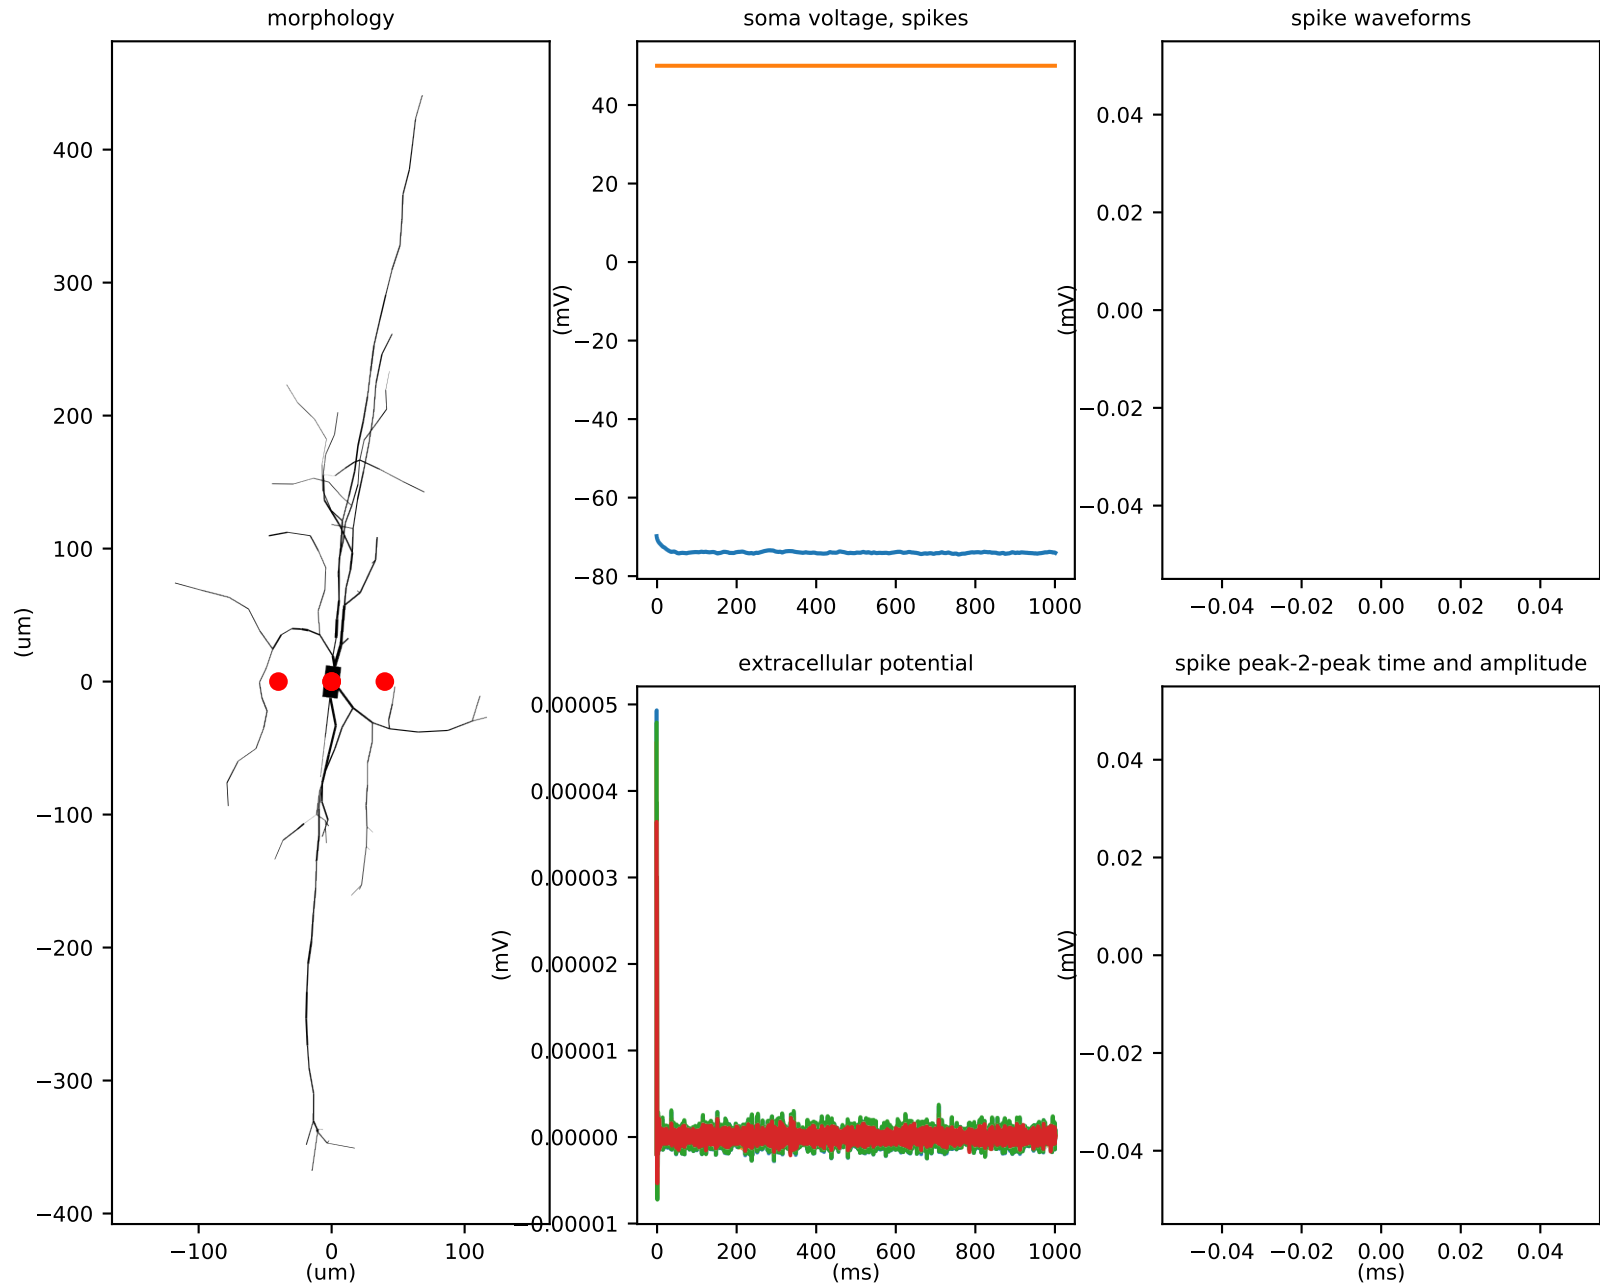 morphology
400
300
200
100
0
−100
−200
−300
−400
(um)
−100 0 100
(um)
soma voltage, spikes
40
20
0
−20
−40
−60
−80
(mV)
0 200 400 600 800 1000
spike waveforms
0.04
0.02
0.00
−0.02
−0.04
(mV)
−0.04 −0.02 0.00 0.02 0.04
extracellular potential
0.00005
0.00004
0.00003
0.00002
0.00001
0.00000
−0.00001
(mV)
0 200 400 600 800 1000
(ms)
spike peak-2-peak time and amplitude
0.04
0.02
0.00
−0.02
−0.04
(mV)
−0.04 −0.02 0.00 0.02 0.04
(ms)